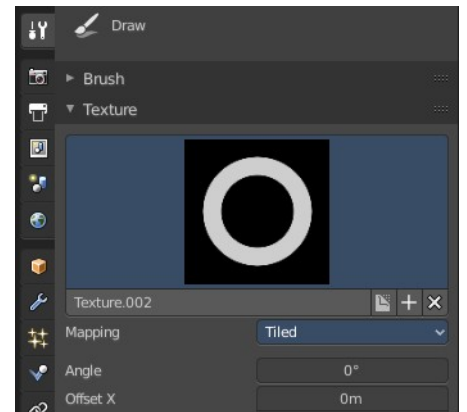 Draw
Brush
Texture
Texture.002
Mapping Tiled
Angle 0°
Offset X 0m